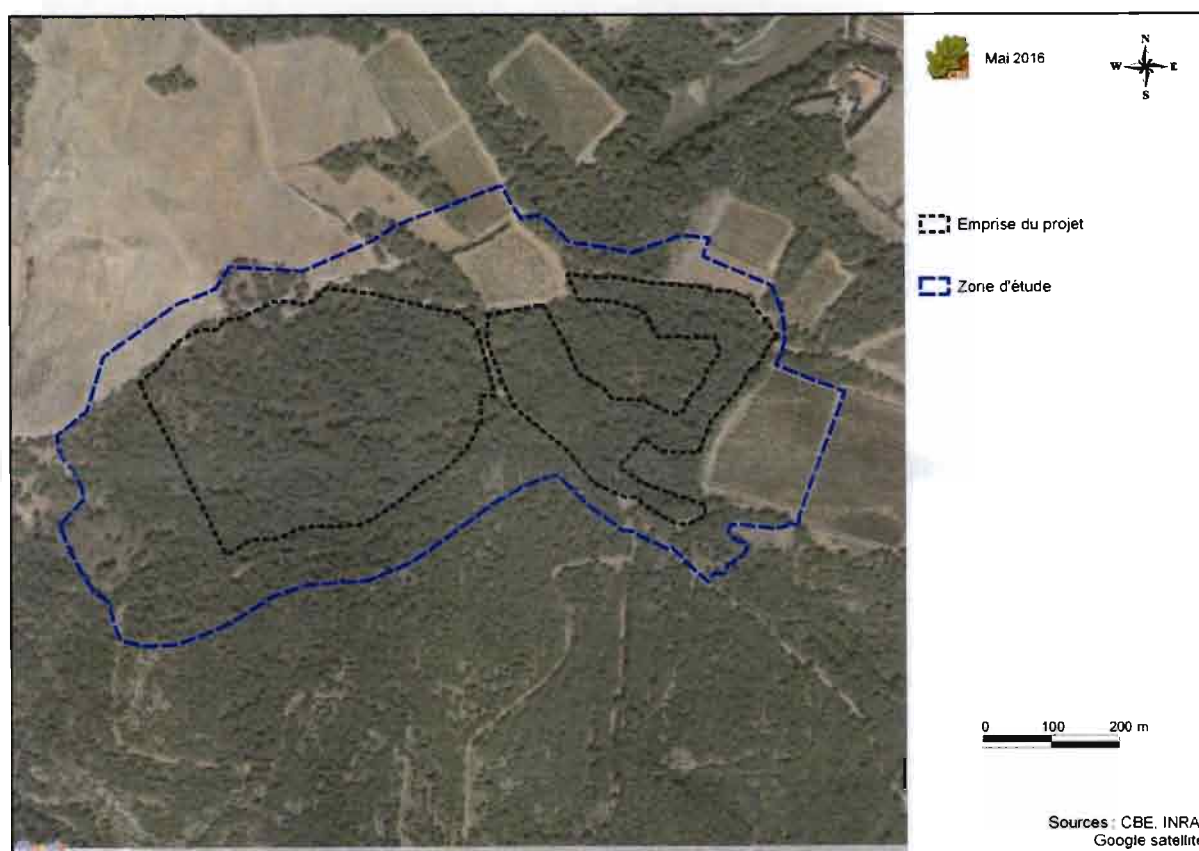 Mai 2016
N
W E
S
Emprise du projet
Zone d'étude
0 100 200 m
Sources : CBE, INRA
Google satellite